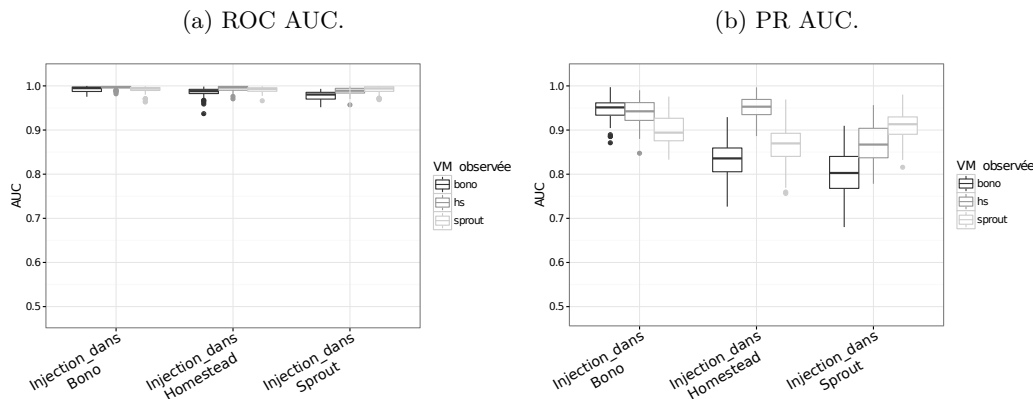 (a) ROC AUC.
1.0
0.9
0.8
0.7
0.6
0.5
AUC
Injection_dans
Bono
Injection_dans
Homestead
Injection_dans
Sprout
VM observée
bono
hs
sprout
(b) PR AUC.
1.0
0.9
0.8
0.7
0.6
0.5
AUC
Injection_dans
Bono
Injection_dans
Homestead
Injection_dans
Sprout
VM observée
bono
hs
sprout